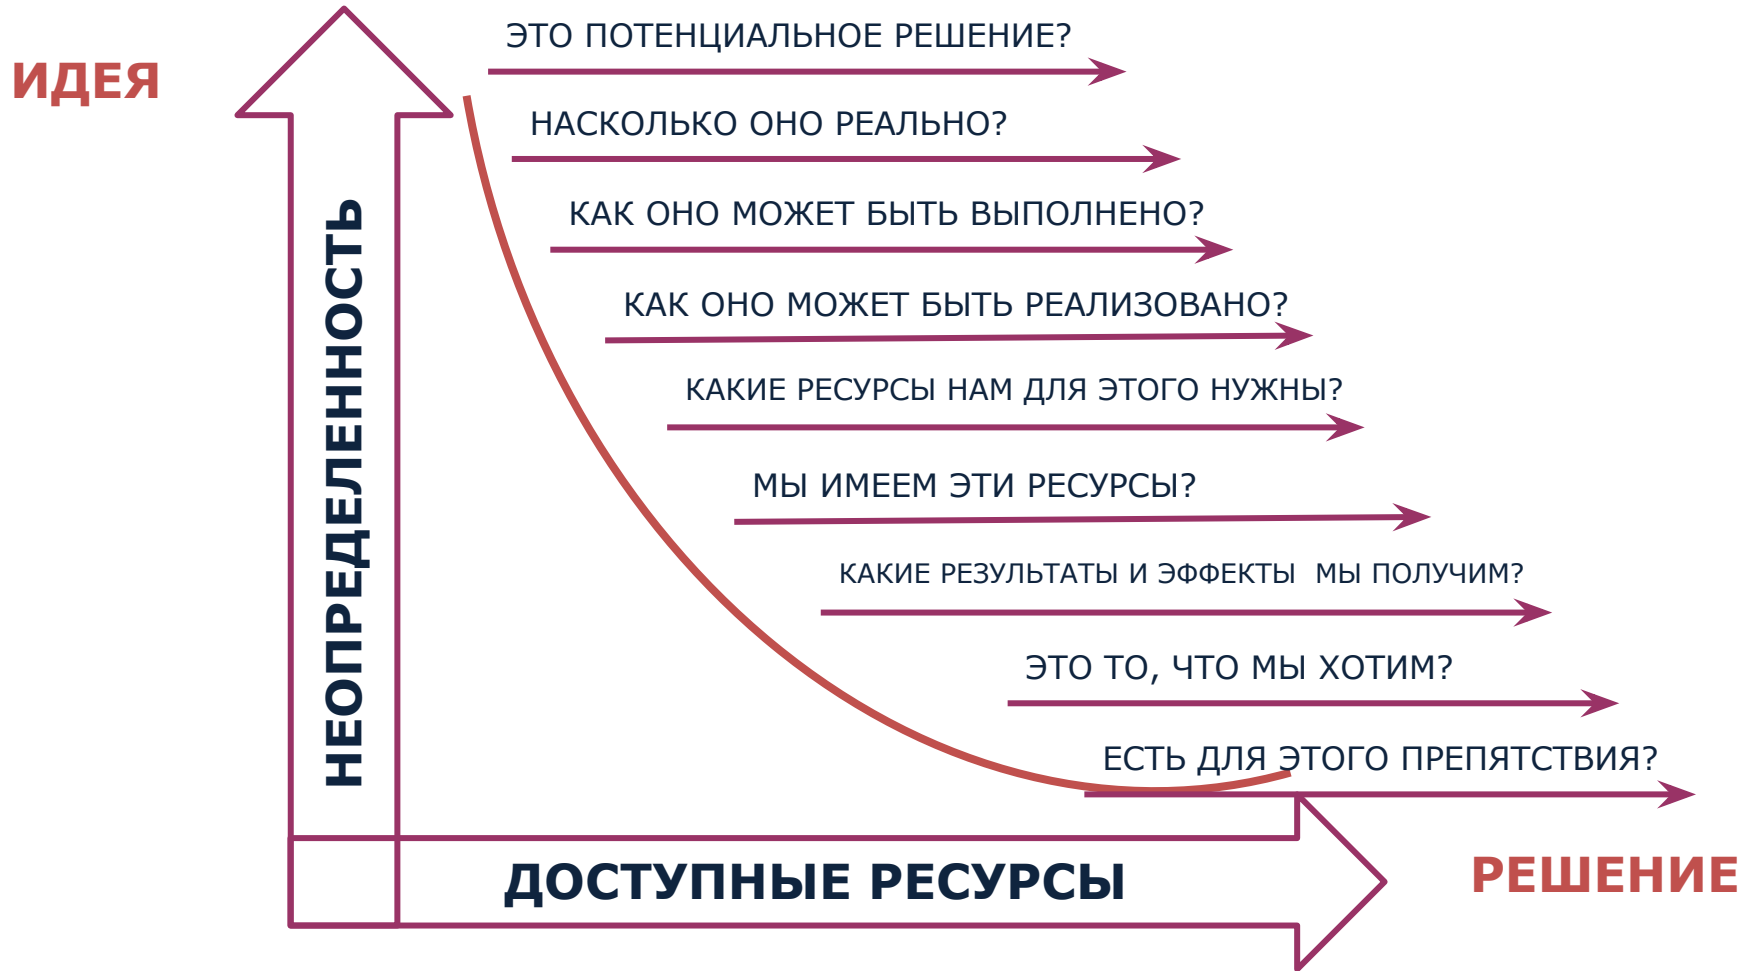 ЭТО ПОТЕНЦИАЛЬНОЕ РЕШЕНИЕ?
ИДЕЯ
НАСКОЛЬКО ОНО РЕАЛЬНО?
КАК ОНО МОЖЕТ БЫТЬ ВЫПОЛНЕНО?
КАК ОНО МОЖЕТ БЫТЬ РЕАЛИЗОВАНО?
КАКИЕ РЕСУРСЫ НАМ ДЛЯ ЭТОГО НУЖНЫ?
НЕОПРЕДЕЛЕННОСТЬ
МЫ ИМЕЕМ ЭТИ РЕСУРСЫ?
КАКИЕ РЕЗУЛЬТАТЫ И ЭФФЕКТЫ МЫ ПОЛУЧИМ?
ЭТО ТО, ЧТО МЫ ХОТИМ?
ЕСТЬ ДЛЯ ЭТОГО ПРЕПЯТСТВИЯ?
ДОСТУПНЫЕ РЕСУРСЫ
РЕШЕНИЕ